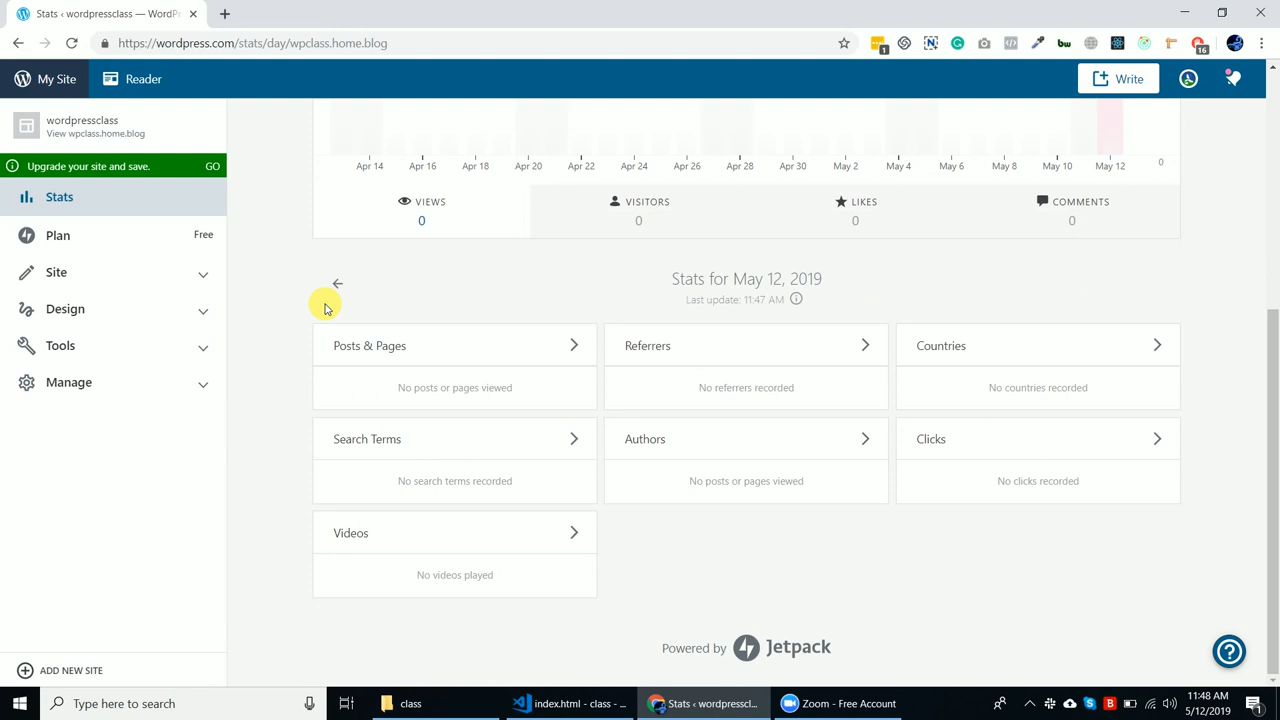 Stats ‹ wordpressclass — WordPr
https://wordpress.com/stats/day/wpclass.home.blog
1
16
My Site
Reader
Write
wordpressclass
View wpclass.home.blog
Upgrade your site and save.
GO
Stats
Plan
Free
Site
Design
Tools
Manage
ADD NEW SITE
Apr 14
Apr 16
Apr 18
Apr 20
Apr 22
Apr 24
Apr 26
Apr 28
Apr 30
May 2
May 4
May 6
May 8
May 10
May 12
0
VIEWS
0
VISITORS
0
LIKES
0
COMMENTS
0
Stats for May 12, 2019
Last update: 11:47 AM
Posts & Pages
No posts or pages viewed
Referrers
No referrers recorded
Countries
No countries recorded
Search Terms
No search terms recorded
Authors
No posts or pages viewed
Clicks
No clicks recorded
Videos
No videos played
Powered by Jetpack
Type here to search
class
index.html - class - ...
Stats ‹ wordpresscl...
Zoom - Free Account
11:48 AM
5/12/2019